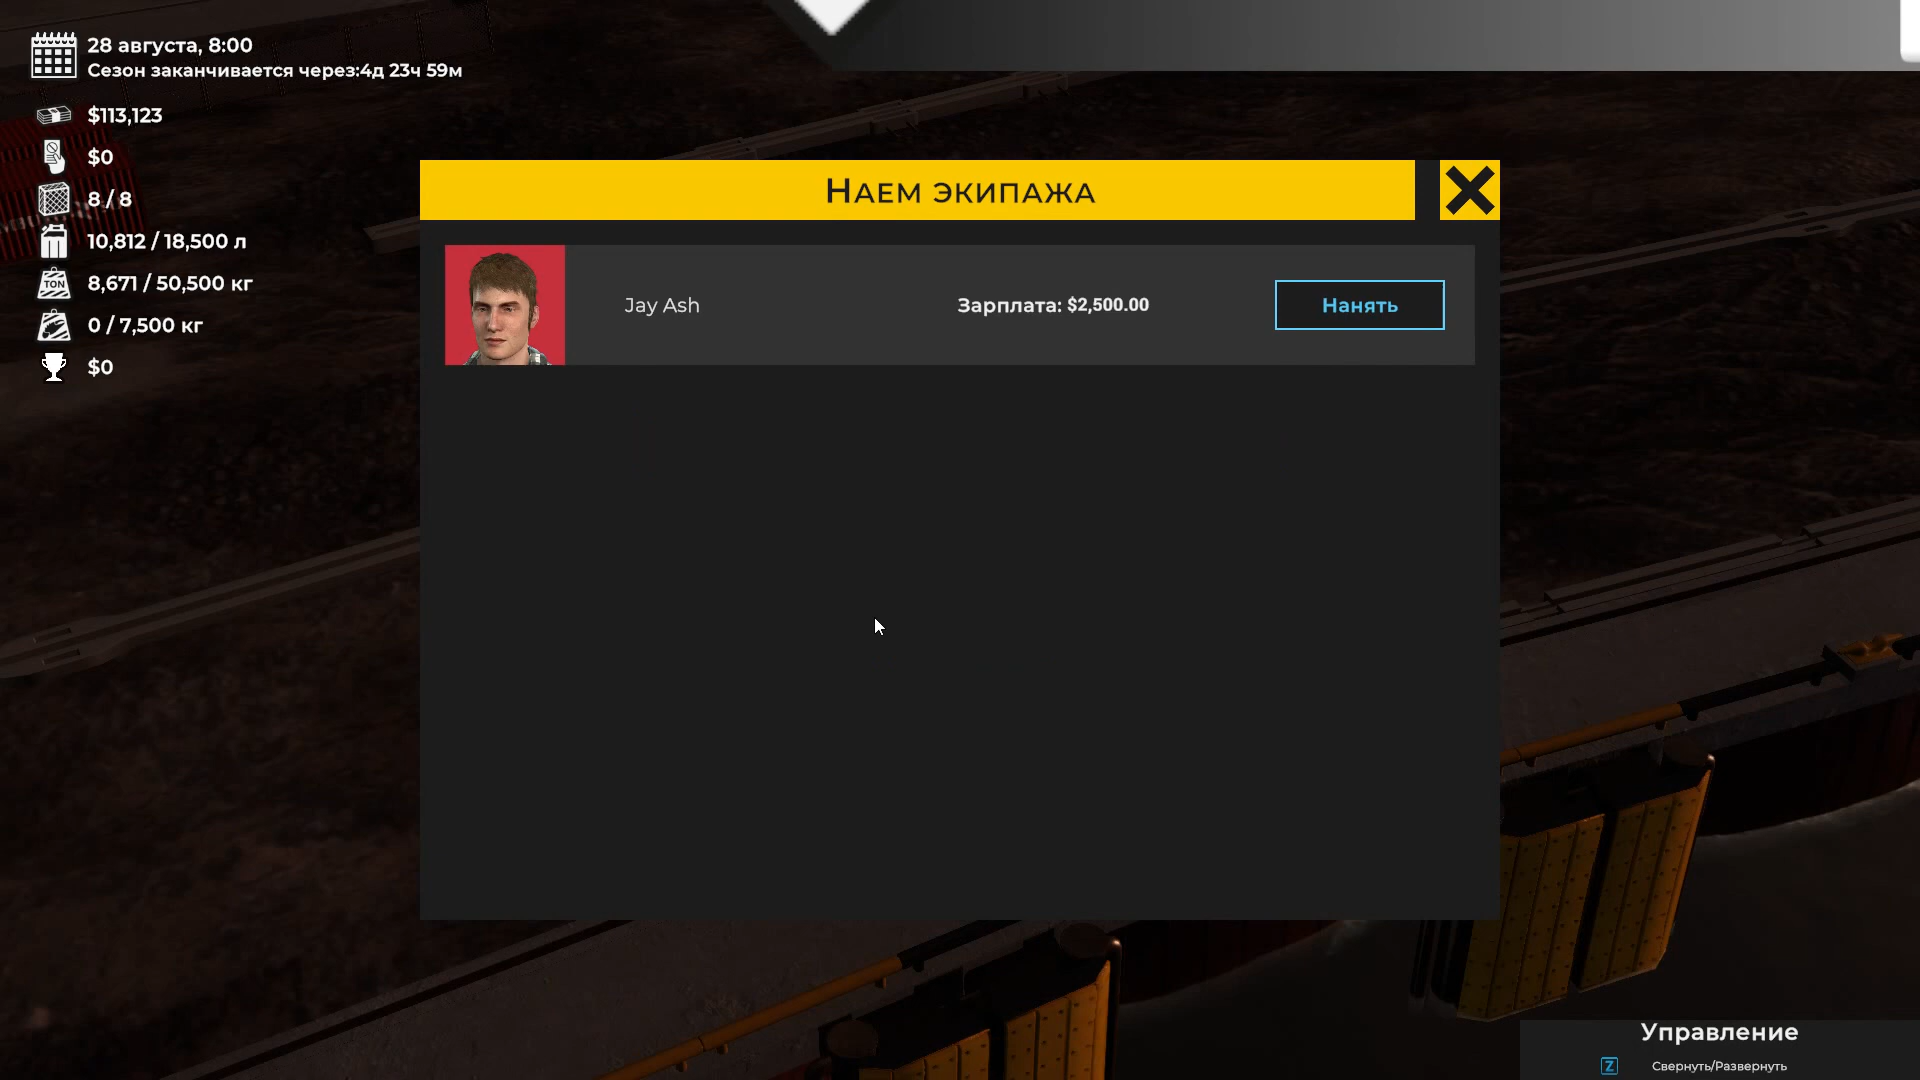 28 августа, 8:00
Сезон заканчивается через:4д 23ч 59м
$113,123
$0
8 / 8
10,812 / 18,500 л
TON
8,671 / 50,500 кг
0 / 7,500 кг
$0
Наем экипажа
Jay Ash
Зарплата: $2,500.00
Нанять
Управление
Z
Свернуть/Развернуть